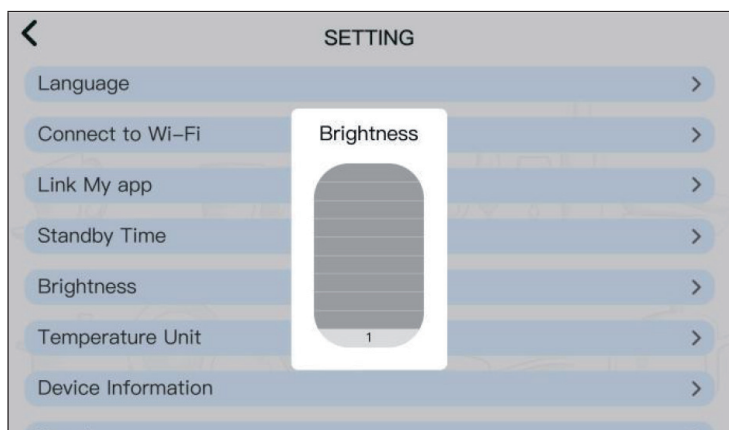 SETTING
Language
Connect to Wi-Fi
Brightness
Link My app
Standby Time
Brightness
Temperature Unit
1
Device Information